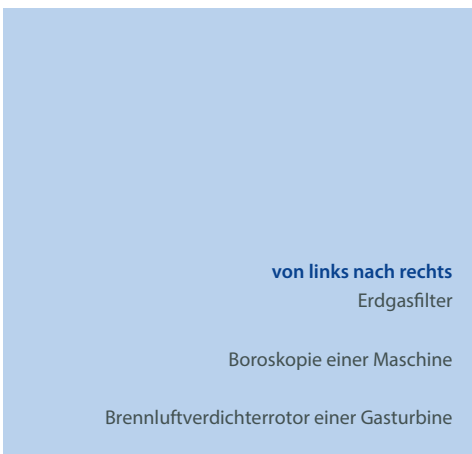 von links nach rechts
Erdgasfilter
Boroskopie einer Maschine
Brennluftverdichterrotor einer Gasturbine